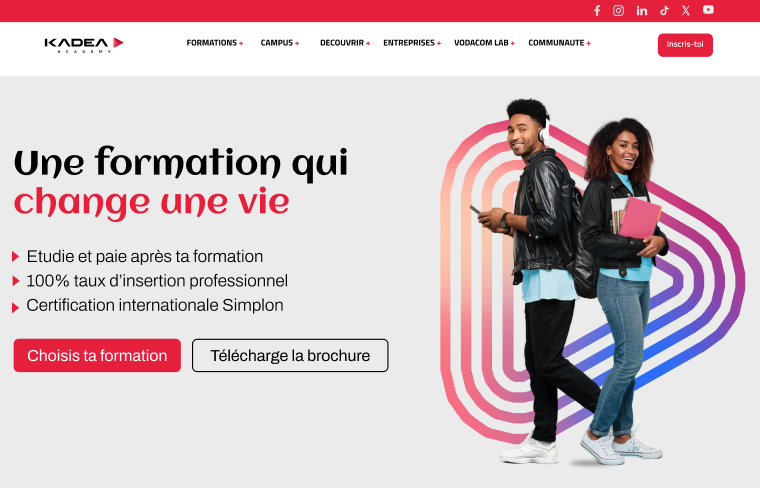 KADEA
ACADEMY
FORMATIONS +
CAMPUS +
DECOUVRIR +
ENTREPRISES +
VODACOM LAB +
COMMUNAUTE +
Inscris-toi
Une formation qui
change une vie
Etudie et paie après ta formation
100% taux d’insertion professionnel
Certification internationale Simplon
Choisis ta formation
Télécharge la brochure